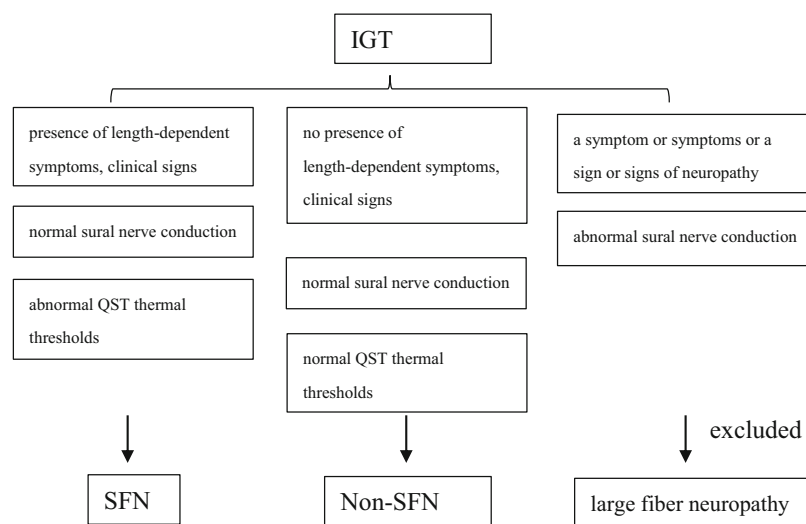 IGT
presence of length-dependent
symptoms, clinical signs
normal sural nerve conduction
abnormal QST thermal
thresholds
SFN
no presence of
length-dependent symptoms,
clinical signs
normal sural nerve conduction
normal QST thermal
thresholds
Non-SFN
a symptom or symptoms or a
sign or signs of neuropathy
abnormal sural nerve conduction
excluded
large fiber neuropathy